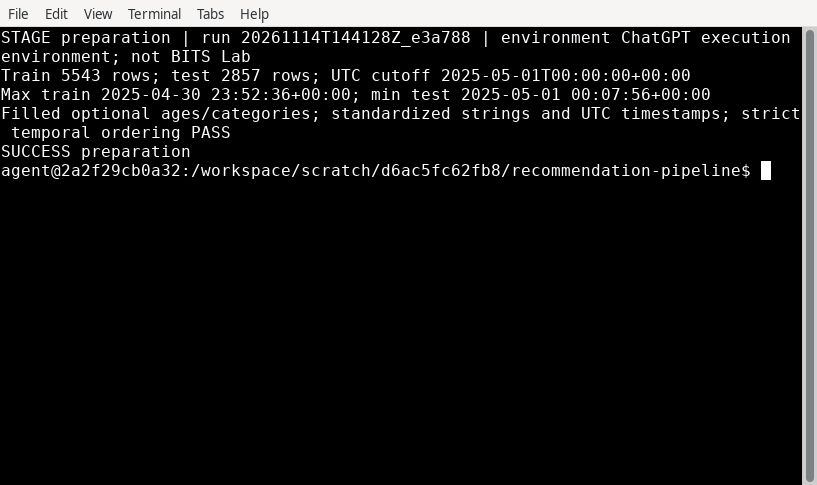 File Edit View Terminal Tabs Help
STAGE preparation | run 20261114T144128Z_e3a788 | environment ChatGPT execution
environment; not BITS Lab
Train 5543 rows; test 2857 rows; UTC cutoff 2025-05-01T00:00:00+00:00
Max train 2025-04-30 23:52:36+00:00; min test 2025-05-01 00:07:56+00:00
Filled optional ages/categories; standardized strings and UTC timestamps; strict
temporal ordering PASS
SUCCESS preparation
agent@2a2f29cb0a32:/workspace/scratch/d6ac5fc62fb8/recommendation-pipeline$